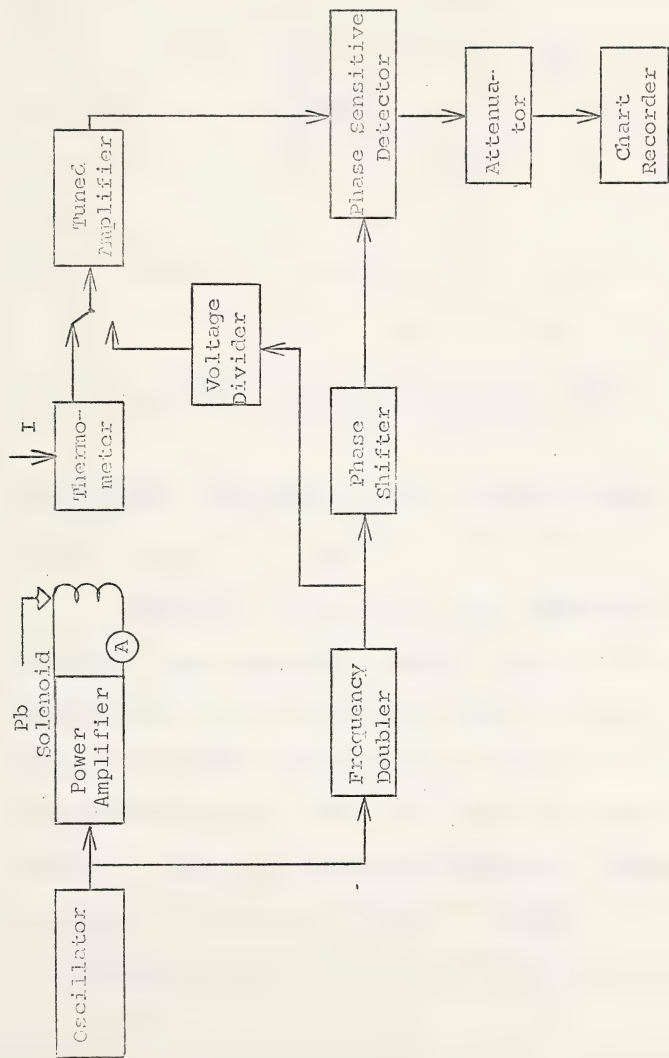 Oscillator
Power
Amplifier
Pb
Solenoid
A
I
Thermo-
meter
Tuned
Amplifier
Voltage
Divider
Frequency
Doubler
Phase
Shifter
Phase Sensitive
Detector
Attenua-
tor
Chart
Recorder